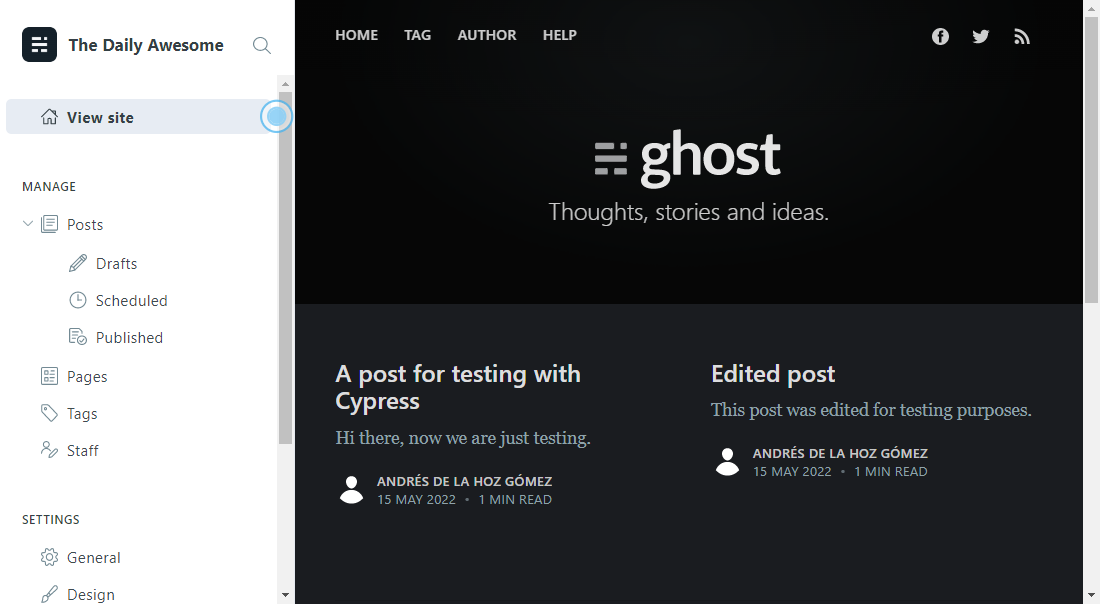 The Daily Awesome
View site
MANAGE
Posts
Drafts
Scheduled
Published
Pages
Tags
Staff
SETTINGS
General
Design
HOME TAG AUTHOR HELP
ghost
Thoughts, stories and ideas.
A post for testing with
Cypress
Hi there, now we are just testing.
ANDRÉS DE LA HOZ GÓMEZ
15 MAY 2022 • 1 MIN READ
Edited post
This post was edited for testing purposes.
ANDRÉS DE LA HOZ GÓMEZ
15 MAY 2022 • 1 MIN READ